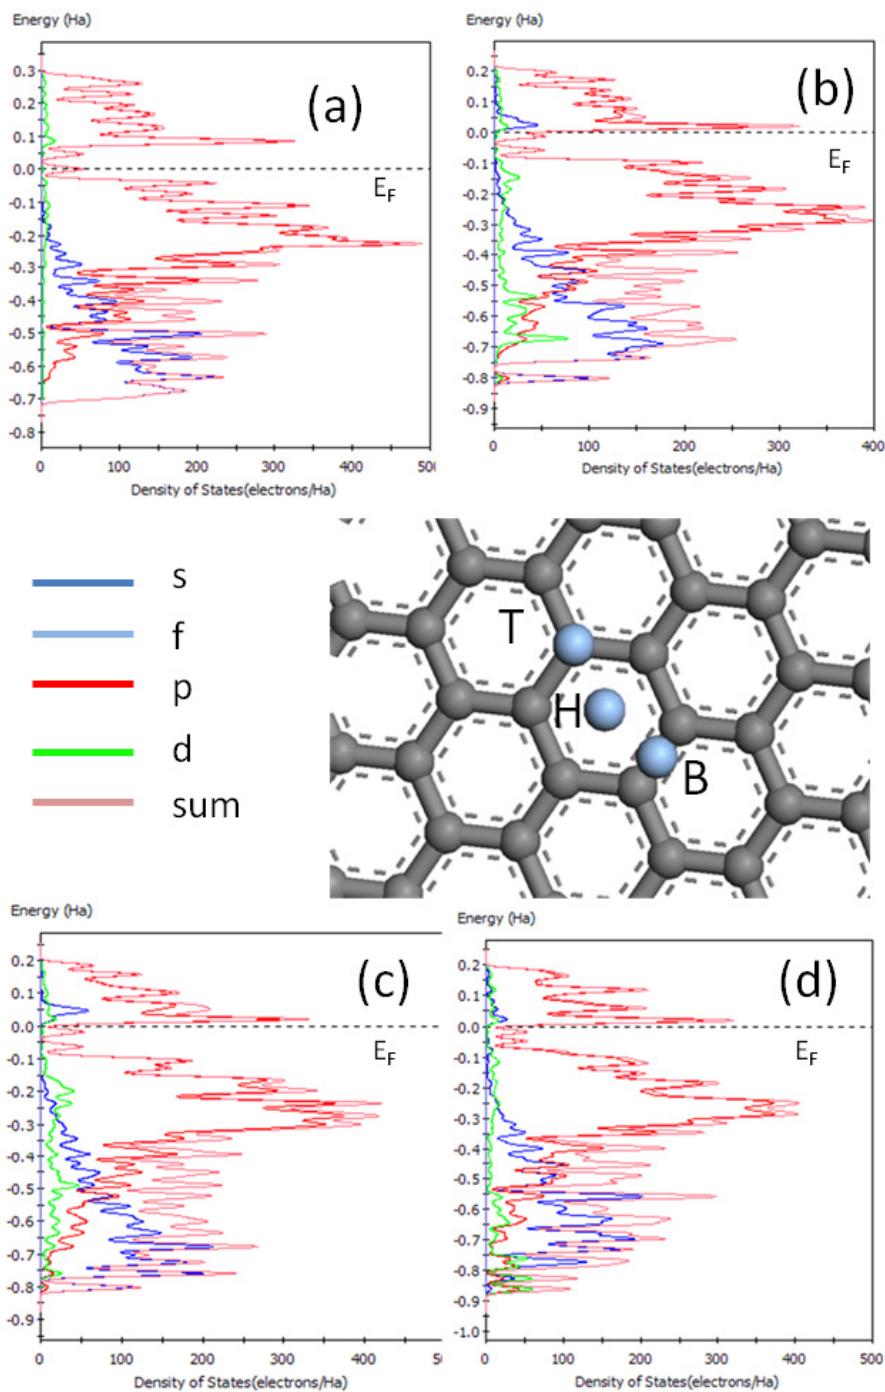 Energy (Ha)
0.3
0.2
0.1
0.0
-0.1
-0.2
-0.3
-0.4
-0.5
-0.6
-0.7
-0.8
0 100 200 300 400 500
Density of States(electrons/Ha)
(a)
E_F
Energy (Ha)
0.2
0.1
0.0
-0.1
-0.2
-0.3
-0.4
-0.5
-0.6
-0.7
-0.8
-0.9
0 100 200 300 400
Density of States(electrons/Ha)
(b)
E_F
s
f
p
d
sum
T
H
B
Energy (Ha)
0.2
0.1
0.0
-0.1
-0.2
-0.3
-0.4
-0.5
-0.6
-0.7
-0.8
-0.9
0 100 200 300 400 50
Density of States(electrons/Ha)
(c)
E_F
Energy (Ha)
0.2
0.1
0.0
-0.1
-0.2
-0.3
-0.4
-0.5
-0.6
-0.7
-0.8
-0.9
-1.0
0 100 200 300 400 500
Density of States(electrons/Ha)
(d)
E_F